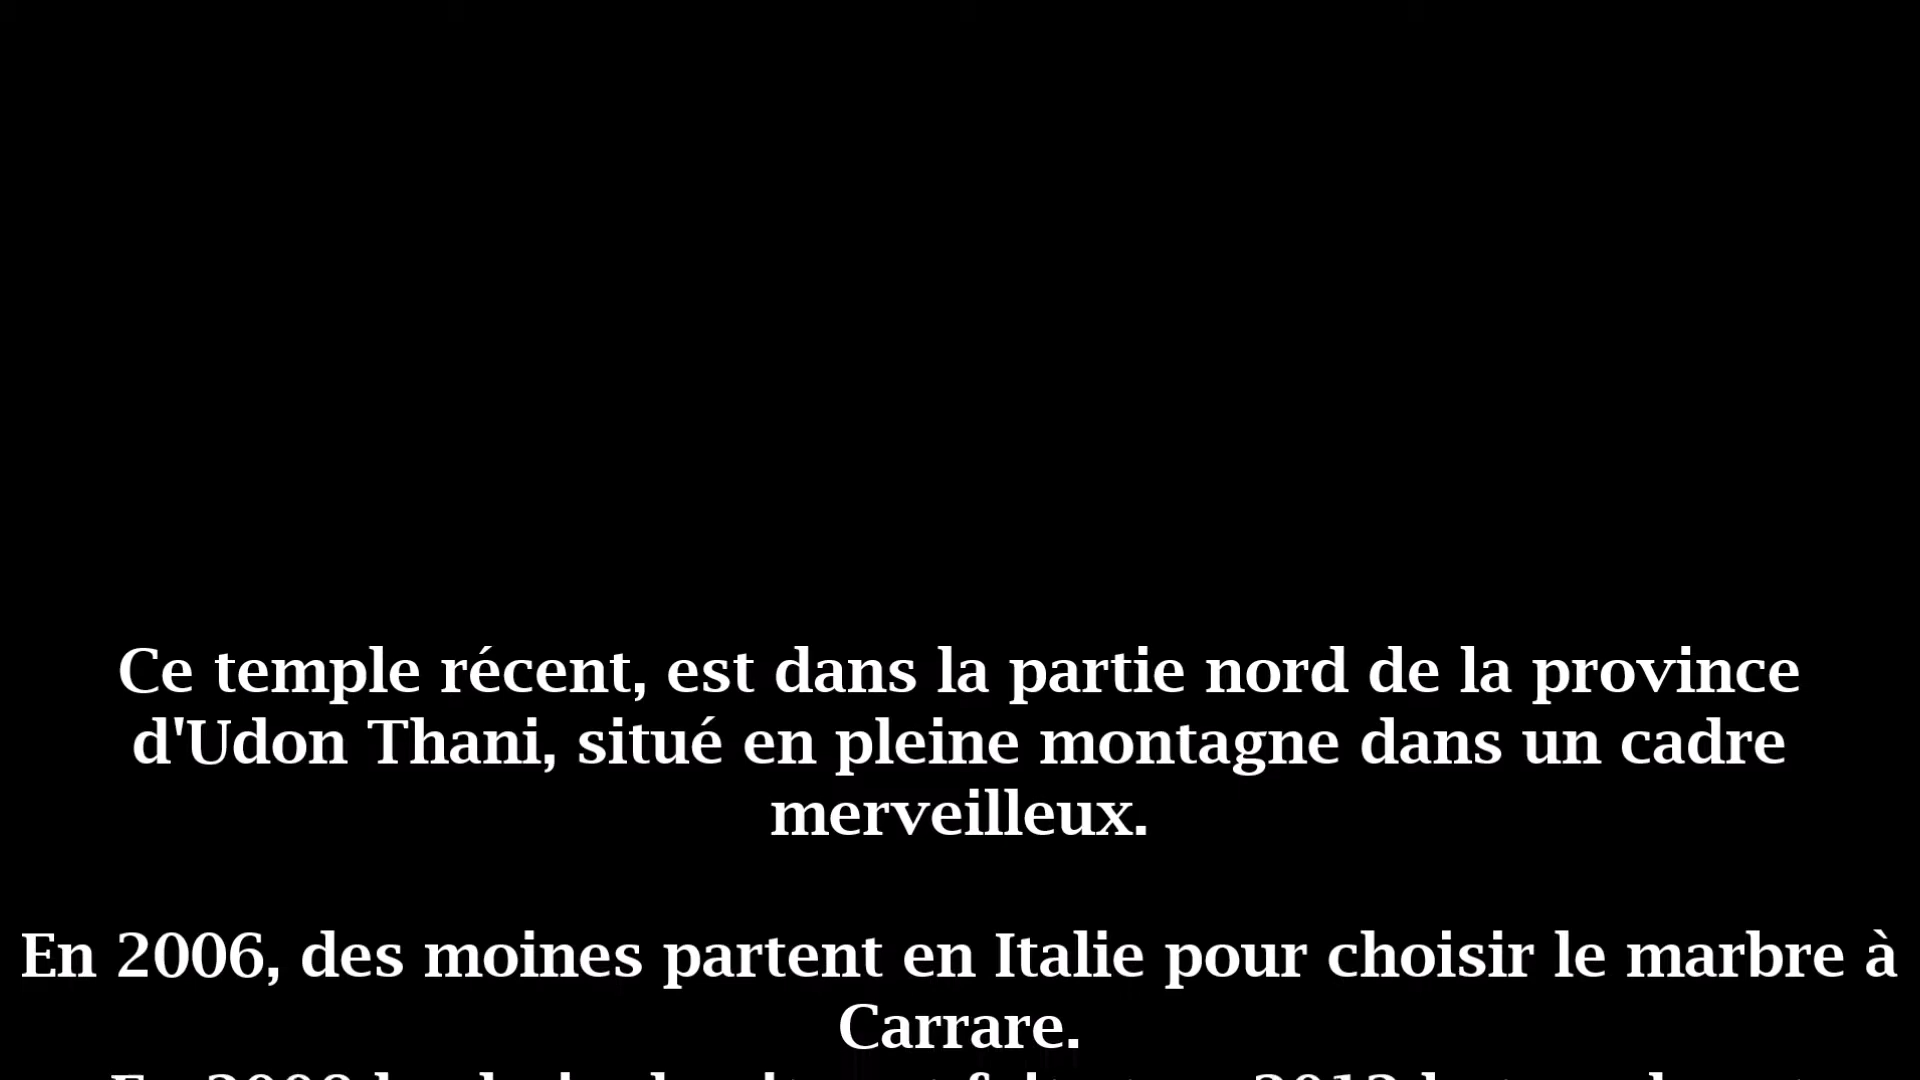 Ce temple récent, est dans la partie nord de la province
d'Udon Thani, situé en pleine montagne dans un cadre
merveilleux.
En 2006, des moines partent en Italie pour choisir le marbre à
Carrare.